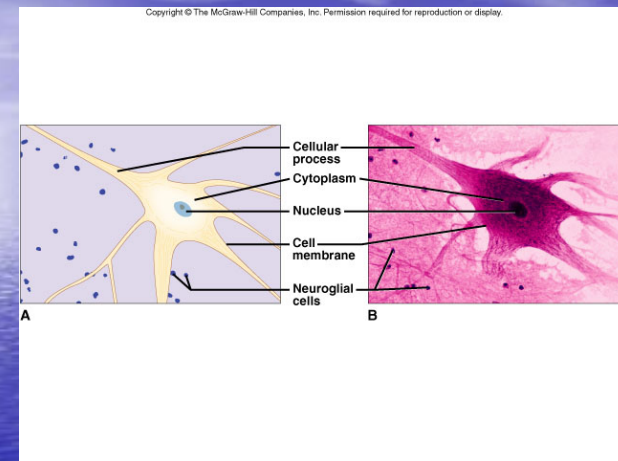 Copyright © The McGraw-Hill Companies, Inc. Permission required for reproduction or display.
Cellular
process
Cytoplasm
Nucleus
Cell
membrane
Neuroglial
cells
A
B